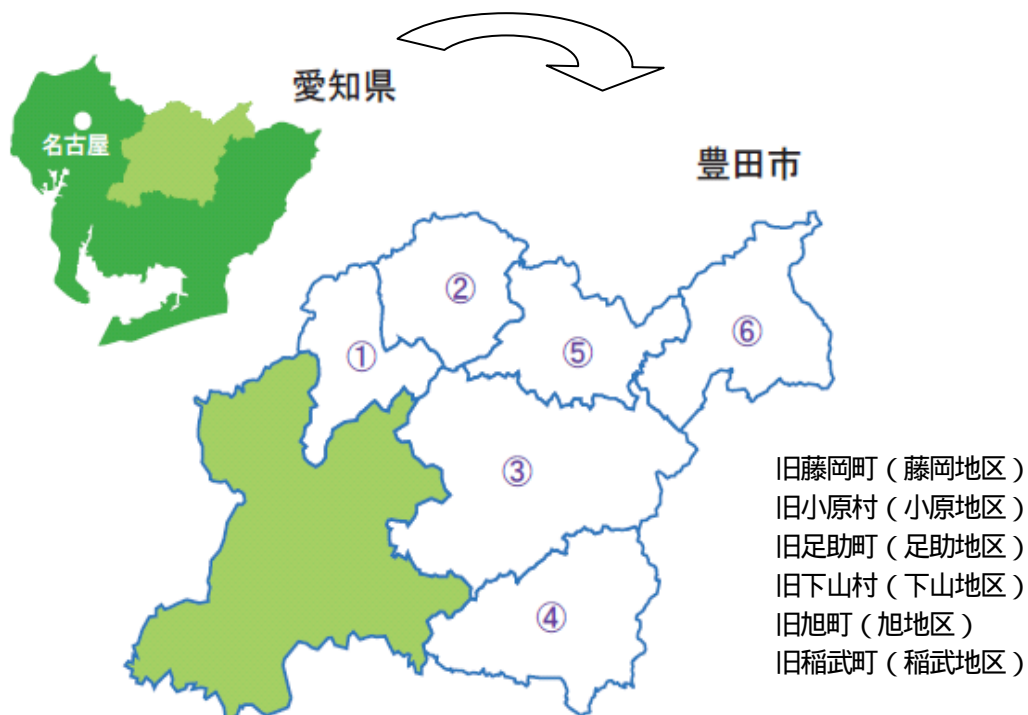 愛知県
名古屋
豊田市
②
①
⑤
⑥
③
④
旧藤岡町(藤岡地区)
旧小原村(小原地区)
旧足助町(足助地区)
旧下山村(下山地区)
旧旭町(旭地区)
旧稲武町(稲武地区)